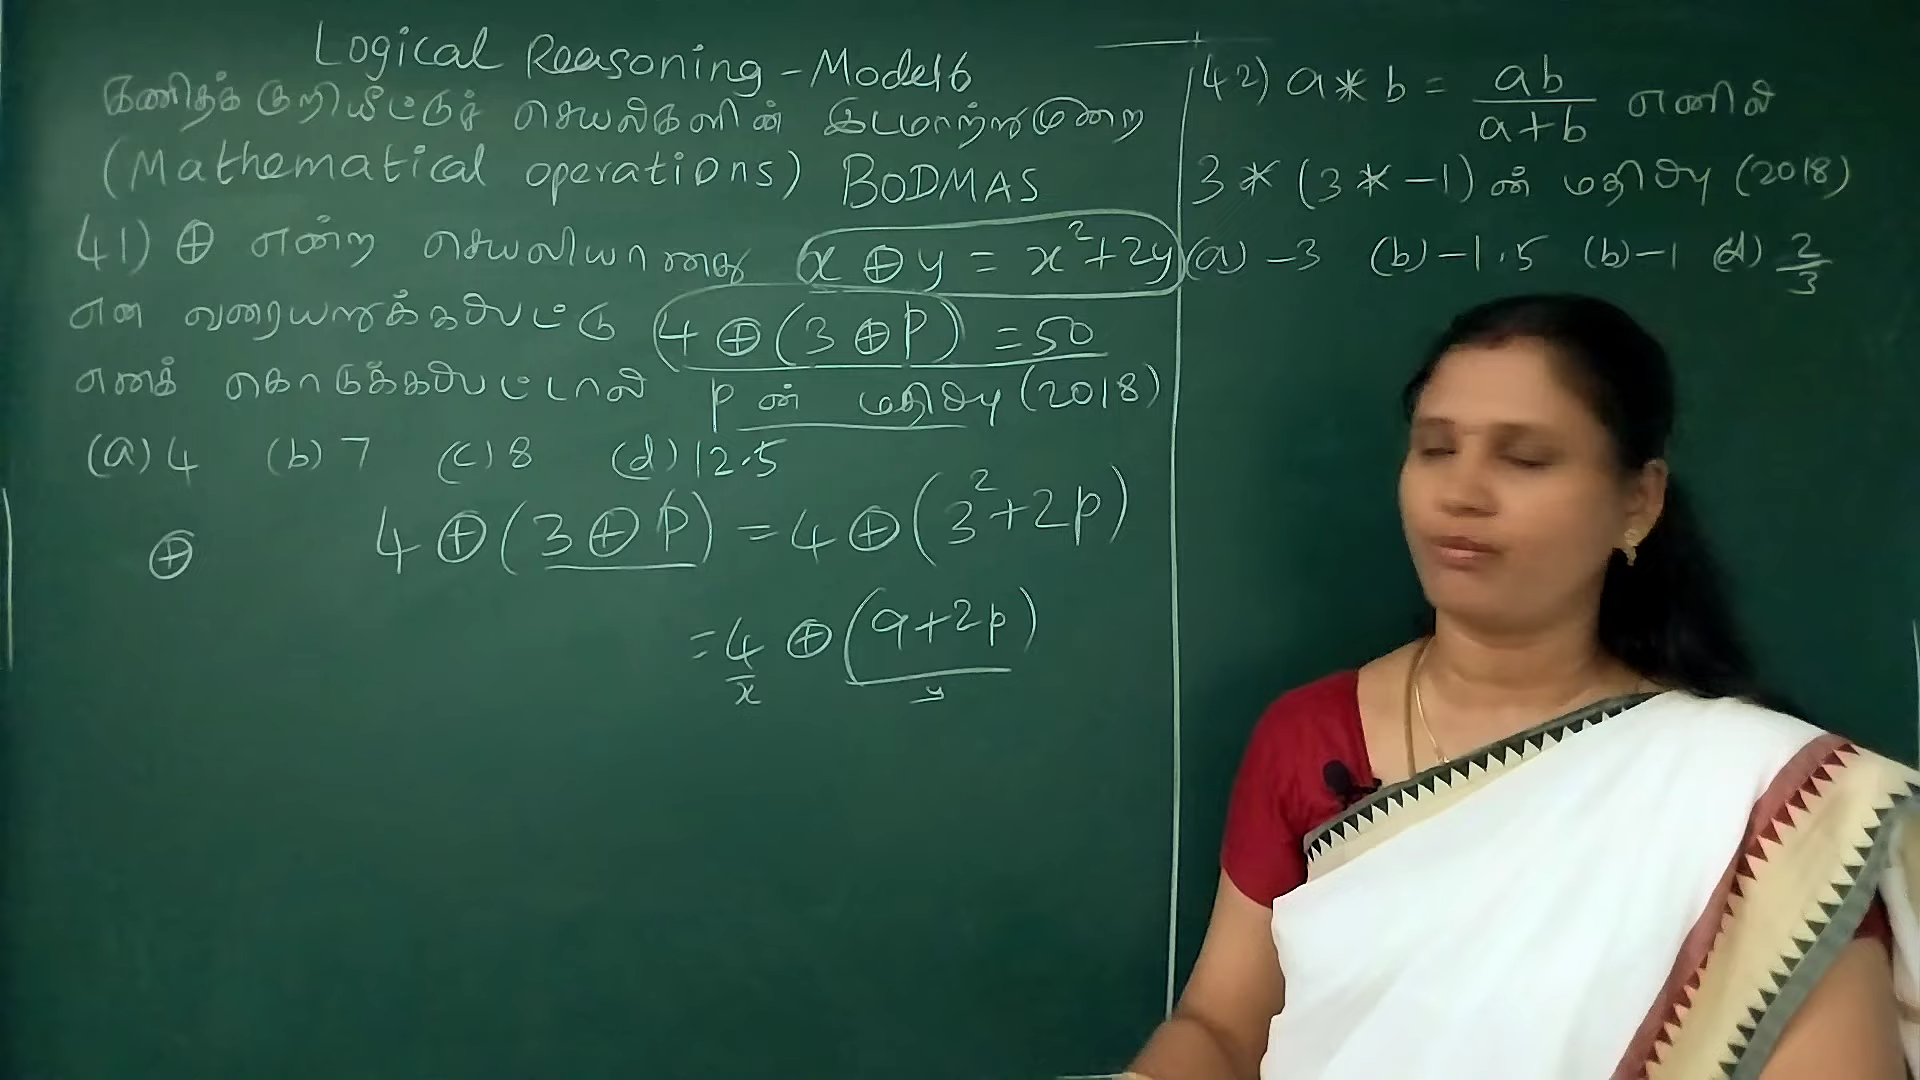 Logical Reasoning - Model 6
கணிதக் குறியீட்டுச் செயலிகளின் இடமாற்றுமுறை
(Mathematical operations) BODMAS
41) ⊕ என்ற செயலியானது x ⊕ y = x² + 2y
என வரையறுக்கப்பட்டு 4 ⊕ (3 ⊕ p) = 50
எனக் கொடுக்கப்பட்டால் p ன் மதிப்பு (2018)
(a) 4 (b) 7 (c) 8 (d) 12.5
⊕
4 ⊕ (3 ⊕ p) = 4 ⊕ (3² + 2p)
= 4 ⊕ (9 + 2p)
x y
42) a * b = ab / a+b எனில்
3 * (3 * -1) ன் மதிப்பு (2018)
(a) -3 (b) -1.5 (b) -1 (d) 2/3